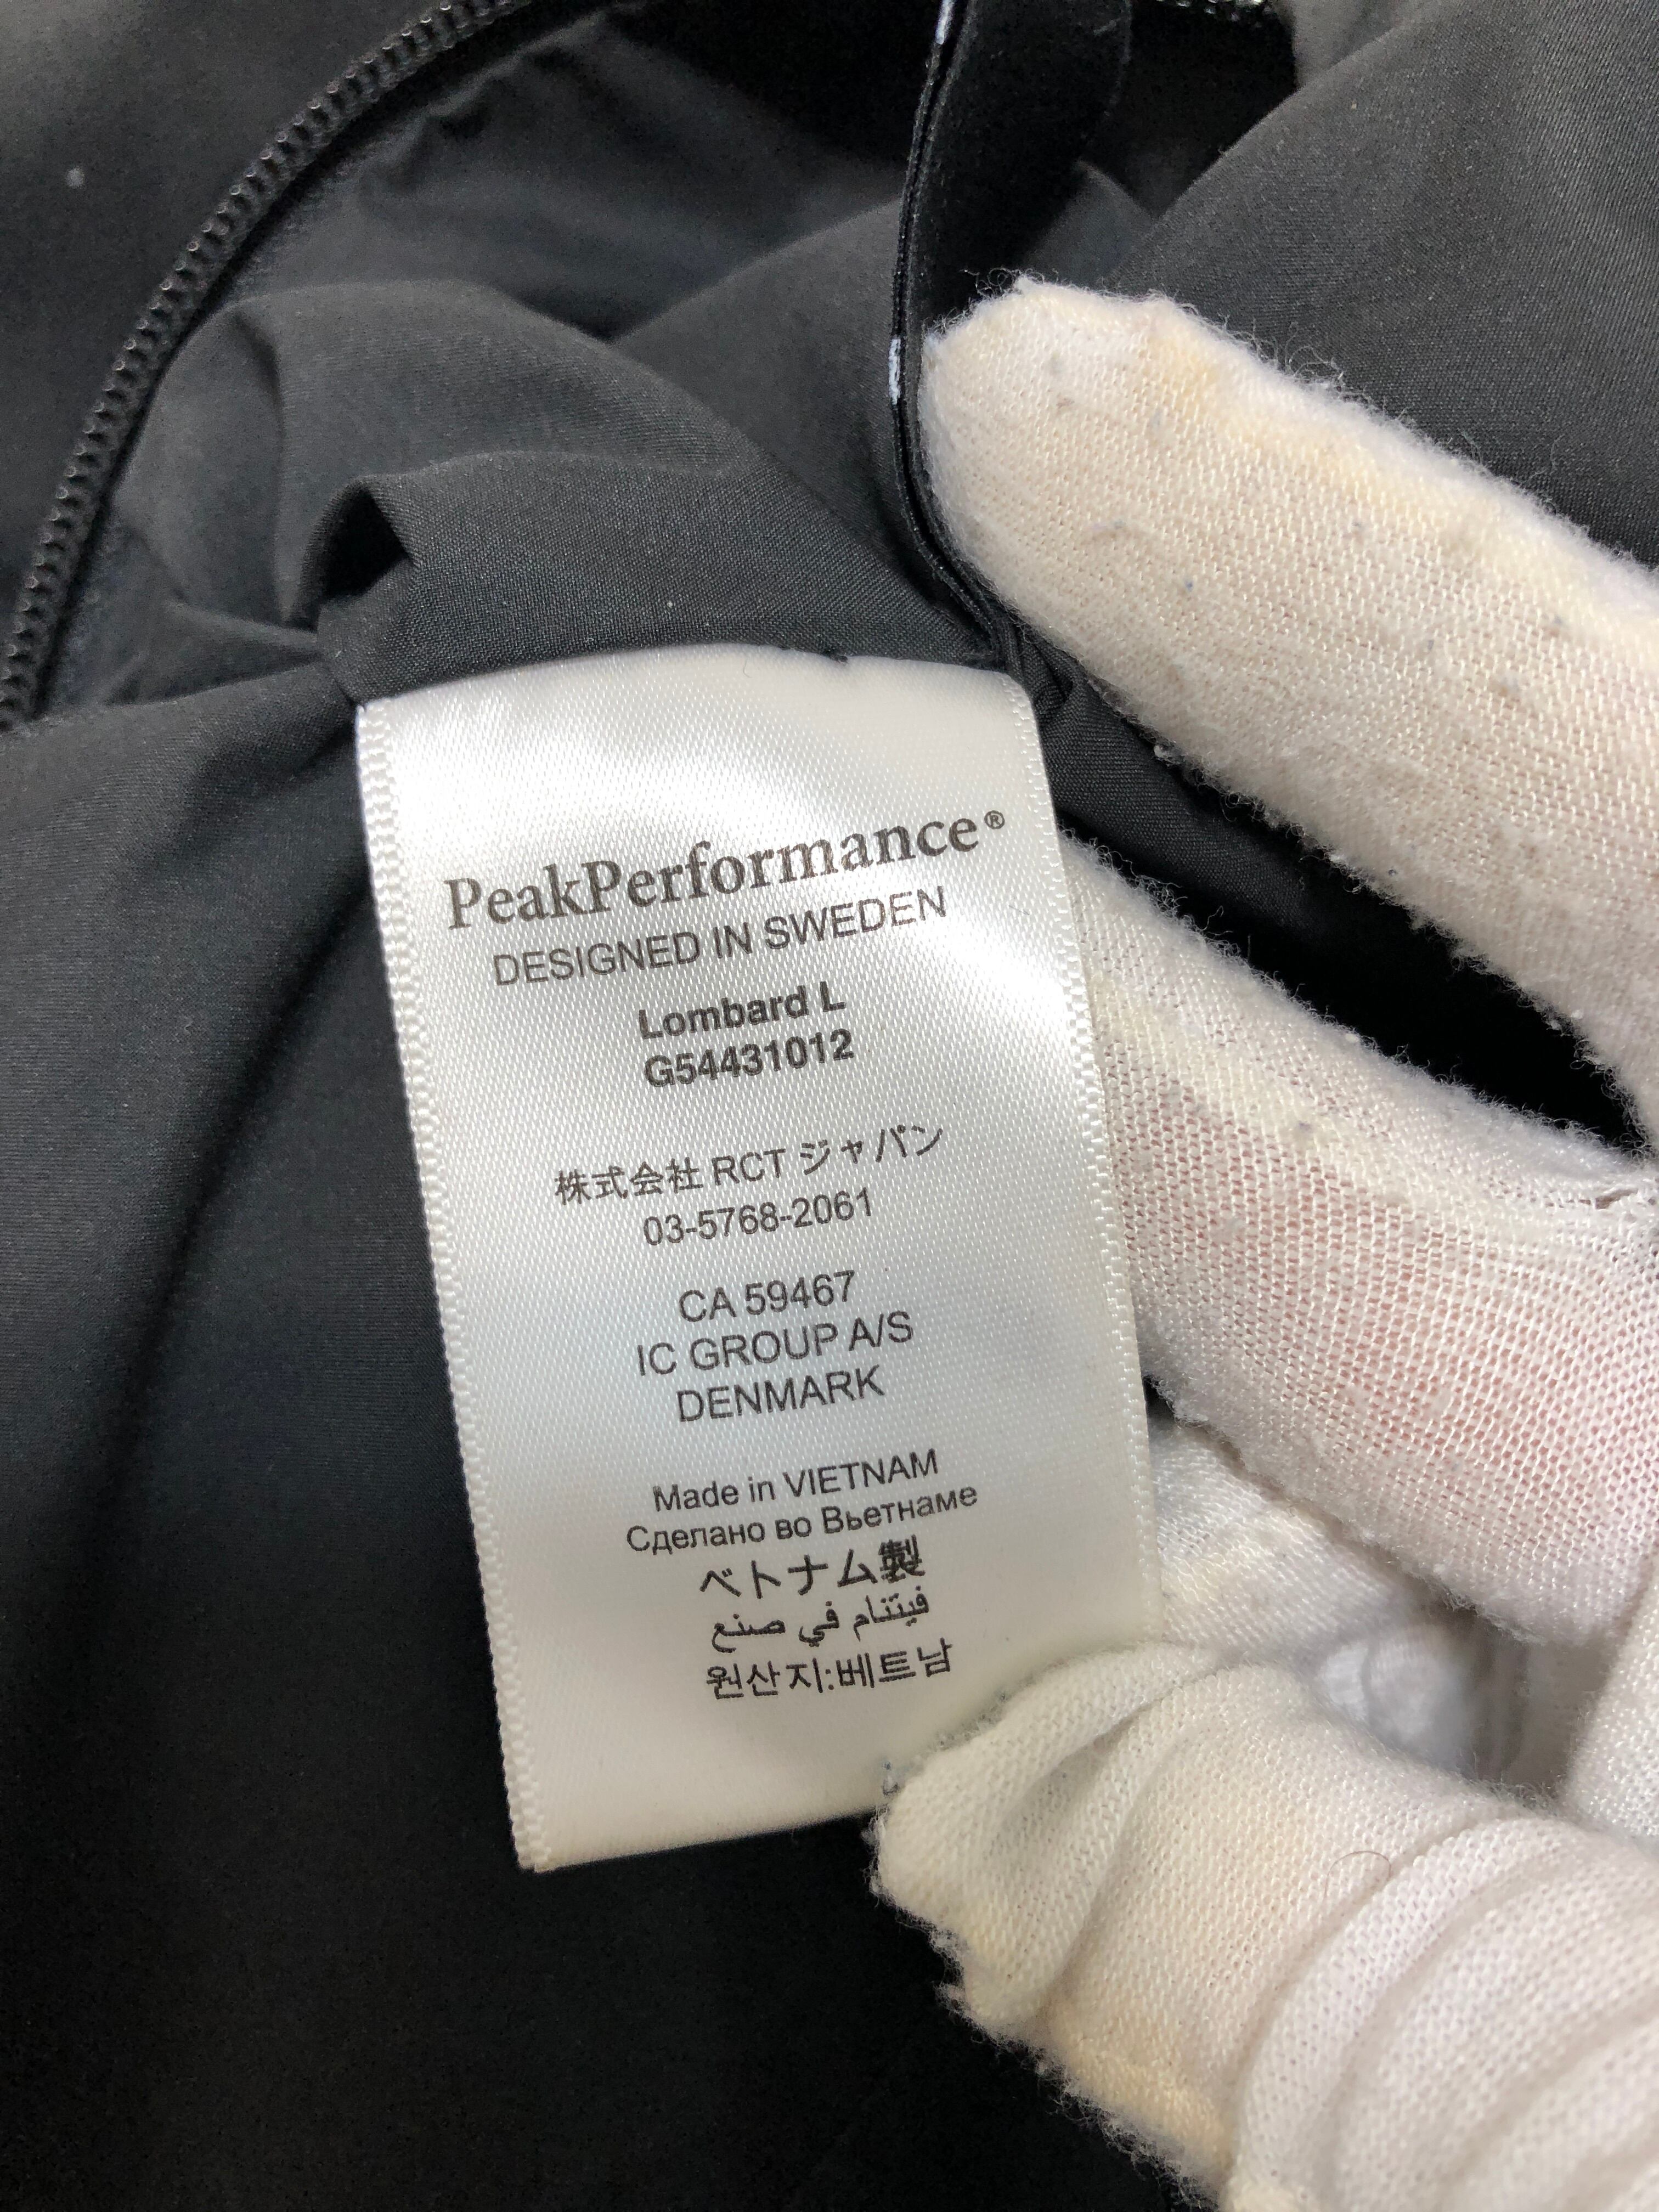 PeakPerformance®
DESIGNED IN SWEDEN
Lombard L
G54431012
株式会社 RCT ジャパン
03-5768-2061
CA 59467
IC GROUP A/S
DENMARK
Made in VIETNAM
Сделано во Вьетнаме
ベトナム製
فيتنام في صنع
원산지:베트남